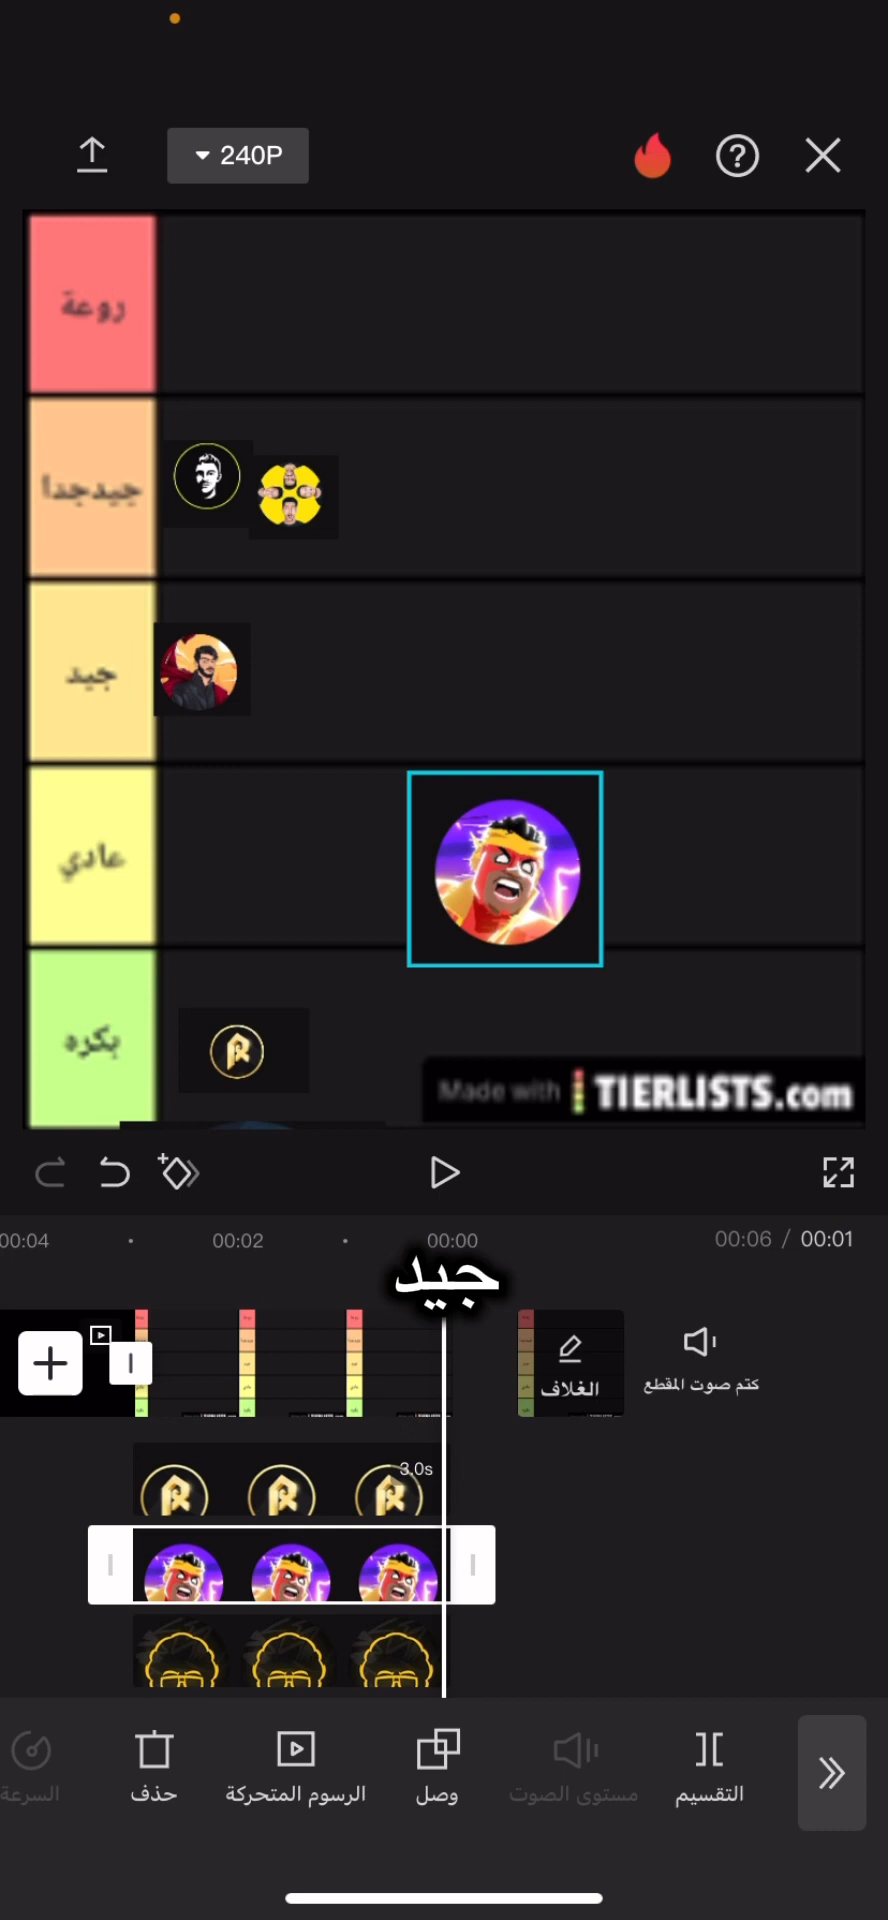 240P
روعة
جيدجدا
جيد
عادي
بكره
Made with TIERLISTS.com
00:04 00:02 00:00 00:06 / 00:01
جيد
الغلاف
كتم صوت المقطع
3.0s
السرعة
حذف
الرسوم المتحركة
وصل
مستوى الصوت
التقسيم